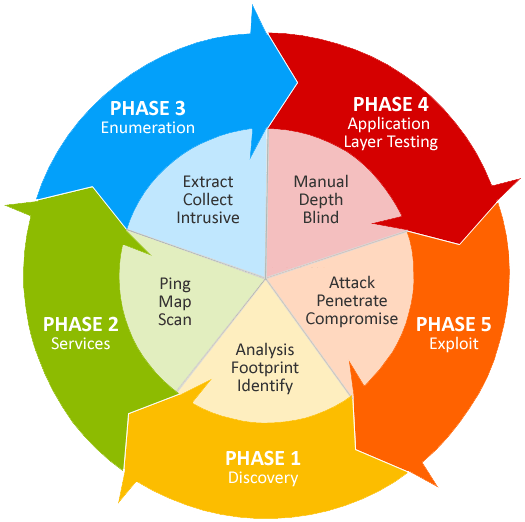 PHASE 3
Enumeration
PHASE 4
Application
Layer Testing
Extract
Collect
Intrusive
Manual
Depth
Blind
PHASE 2
Services
Ping
Map
Scan
Attack
Penetrate
Compromise
PHASE 5
Exploit
Analysis
Footprint
Identify
PHASE 1
Discovery